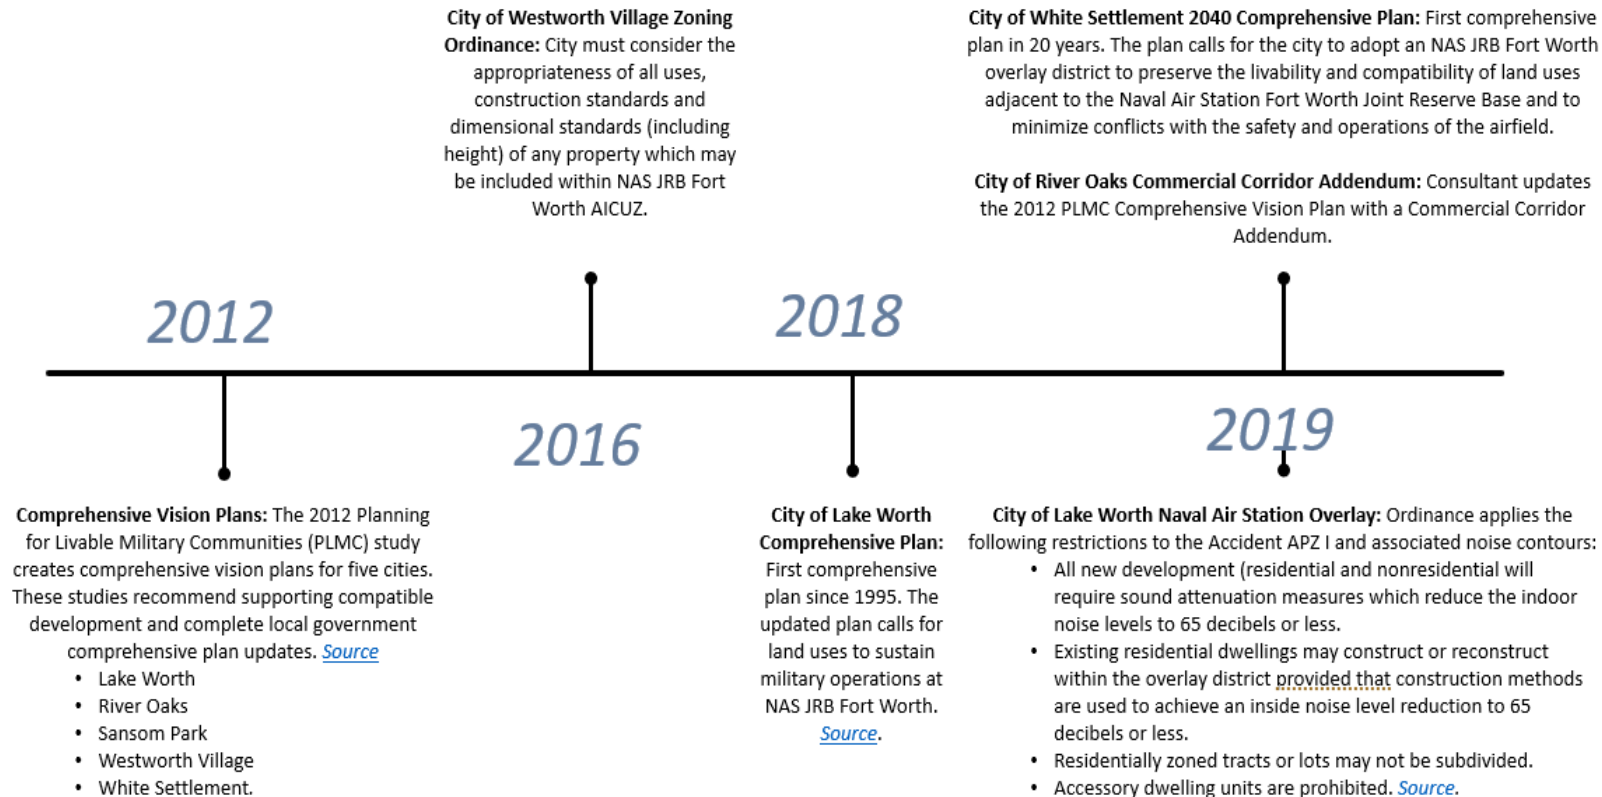 City of Westworth Village Zoning
Ordinance: City must consider the
appropriateness of all uses,
construction standards and
dimensional standards (including
height) of any property which may
be included within NAS JRB Fort
Worth AICUZ.
City of White Settlement 2040 Comprehensive Plan: First comprehensive
plan in 20 years. The plan calls for the city to adopt an NAS JRB Fort Worth
overlay district to preserve the livability and compatibility of land uses
adjacent to the Naval Air Station Fort Worth Joint Reserve Base and to
minimize conflicts with the safety and operations of the airfield.
City of River Oaks Commercial Corridor Addendum: Consultant updates
the 2012 PLMC Comprehensive Vision Plan with a Commercial Corridor
Addendum.
2012
2018
2016
2019
Comprehensive Vision Plans: The 2012 Planning
for Livable Military Communities (PLMC) study
creates comprehensive vision plans for five cities.
These studies recommend supporting compatible
development and complete local government
comprehensive plan updates. Source
• Lake Worth
• River Oaks
• Sansom Park
• Westworth Village
• White Settlement.
City of Lake Worth
Comprehensive Plan:
First comprehensive
plan since 1995. The
updated plan calls for
land uses to sustain
military operations at
NAS JRB Fort Worth.
Source.
City of Lake Worth Naval Air Station Overlay: Ordinance applies the
following restrictions to the Accident APZ I and associated noise contours:
• All new development (residential and nonresidential will
require sound attenuation measures which reduce the indoor
noise levels to 65 decibels or less.
• Existing residential dwellings may construct or reconstruct
within the overlay district provided that construction methods
are used to achieve an inside noise level reduction to 65
decibels or less.
• Residentially zoned tracts or lots may not be subdivided.
• Accessory dwelling units are prohibited. Source.